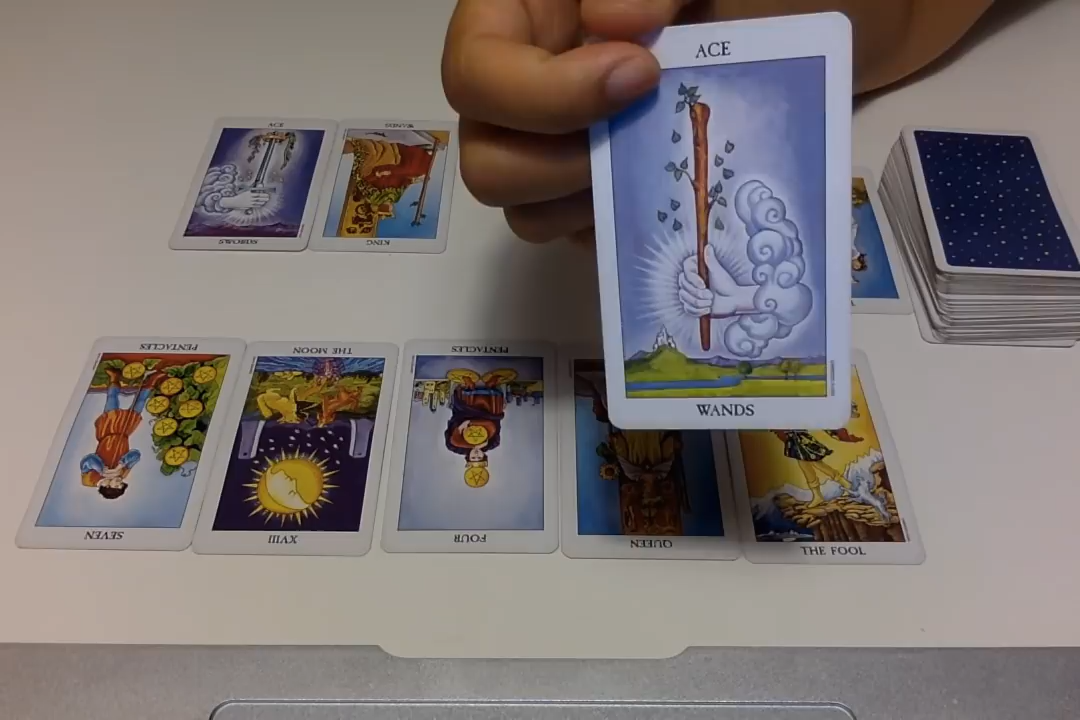 ACE
WANDS
ACE
SWORDS
WANDS
KING
PENTACLES
SEVEN
THE MOON
XVIII
PENTACLES
FOUR
QUEEN
THE FOOL